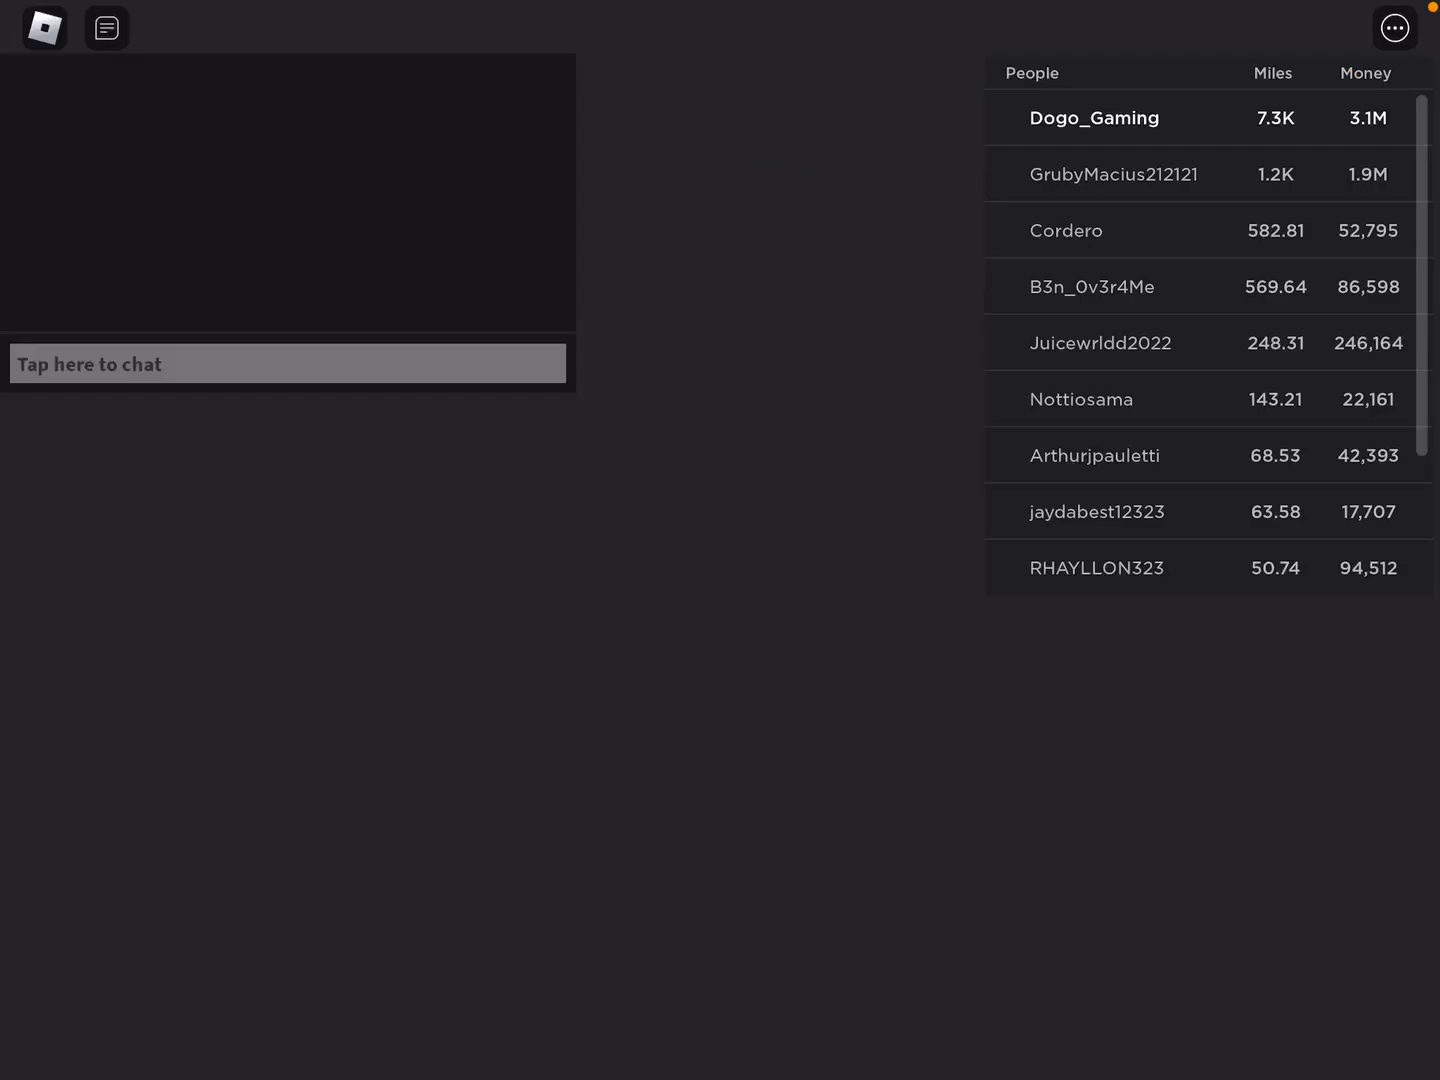 People Miles Money
Dogo_Gaming 7.3K 3.1M
GrubyMacius212121 1.2K 1.9M
Cordero 582.81 52,795
B3n_0v3r4Me 569.64 86,598
Juicewrldd2022 248.31 246,164
Nottiosama 143.21 22,161
Arthurjpauletti 68.53 42,393
jaydabest12323 63.58 17,707
RHAYLLON323 50.74 94,512
Tap here to chat